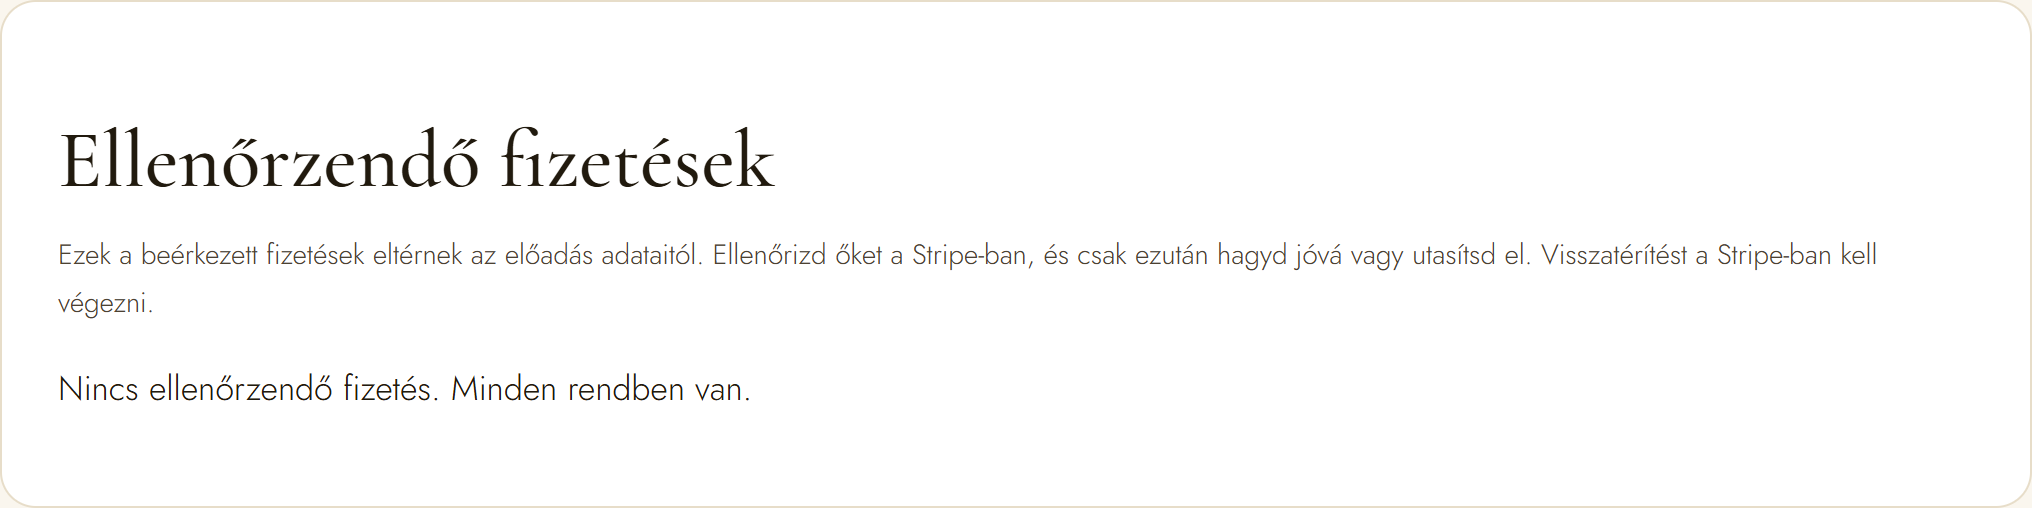 Ellenőrzendő fizetések
Ezek a beérkezett fizetések eltérnek az előadás adataitól. Ellenőrizd őket a Stripe-ban, és csak ezután hagyd jóvá vagy utasítsd el. Visszatérítést a Stripe-ban kell
végezni.
Nincs ellenőrzendő fizetés. Minden rendben van.